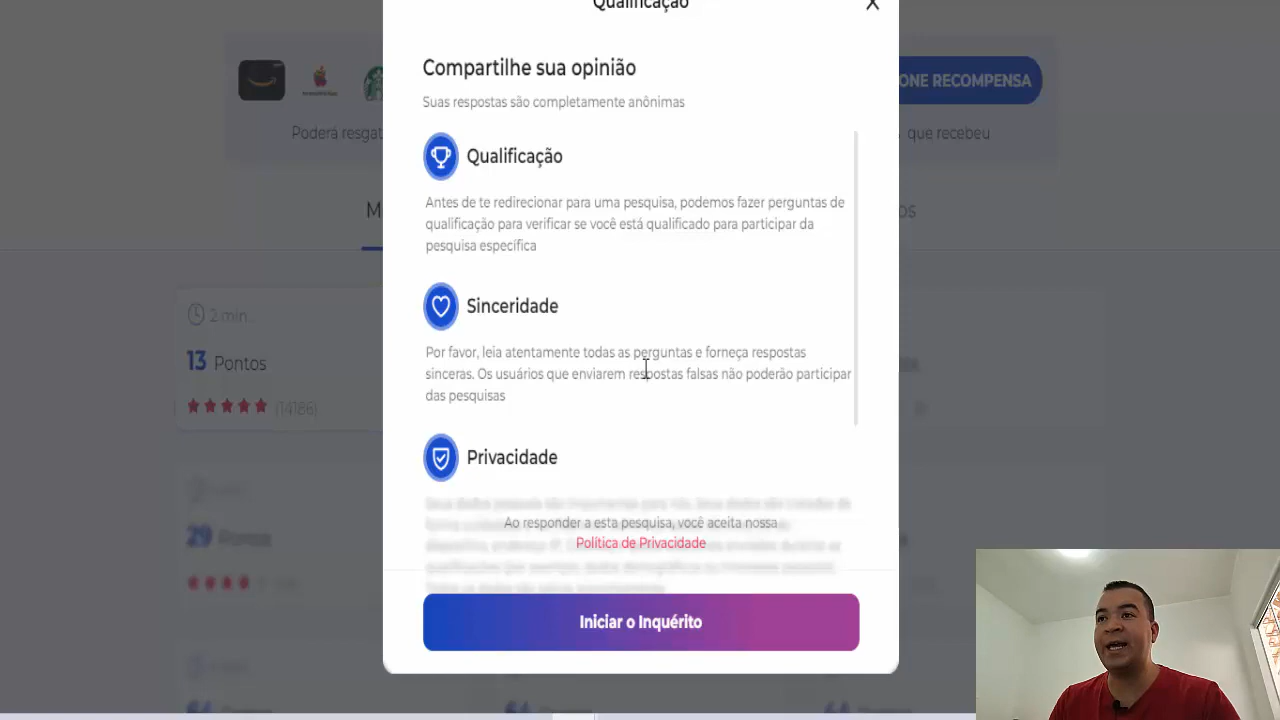 Qualificação
X
Compartilhe sua opinião
Suas respostas são completamente anônimas
ONE RECOMPENSA
Poderá resgat
que recebeu
Qualificação
Antes de te redirecionar para uma pesquisa, podemos fazer perguntas de
qualificação para verificar se você está qualificado para participar da
pesquisa específica
M
os
Sinceridade
2 min.
13 Pontos
Por favor, leia atentamente todas as perguntas e forneça respostas
sinceras. Os usuários que enviarem respostas falsas não poderão participar
das pesquisas
(14186)
Privacidade
Ao responder a esta pesquisa, você aceita nossa
Política de Privacidade
29 Pontos
Iniciar o Inquérito